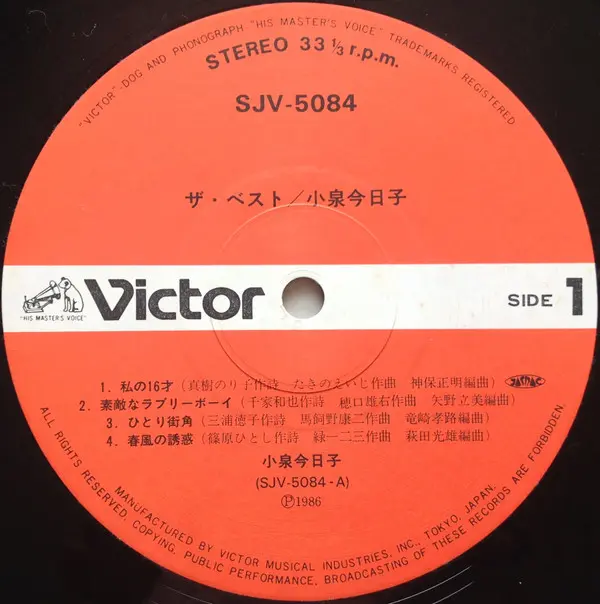 "VICTOR"-DOG AND PHONOGRAPH-"HIS MASTER'S VOICE" TRADEMARKS REGISTERED
STEREO 33 1/3 r.p.m.
SJV-5084
ザ・ベスト／小泉今日子
"HIS MASTER'S VOICE"
Victor
SIDE 1
1. 私の16才（真樹のり子作詩　たきのえいじ作曲　神保正明編曲）
JASRAC
2. 素敵なラブリーボーイ（千家和也作詩　穂口雄右作曲　矢野立美編曲）
3. ひとり街角（三浦徳子作詩　馬飼野康二作曲　竜崎孝路編曲）
4. 春風の誘惑（篠原ひとし作詩　緑一二三作曲　萩田光雄編曲）
小泉今日子
(SJV-5084-A)
Ⓟ1986
MANUFACTURED BY VICTOR MUSICAL INDUSTRIES, INC., TOKYO, JAPAN.
ALL RIGHTS RESERVED. COPYING, PUBLIC PERFORMANCE, BROADCASTING OF THESE RECORDS ARE FORBIDDEN.